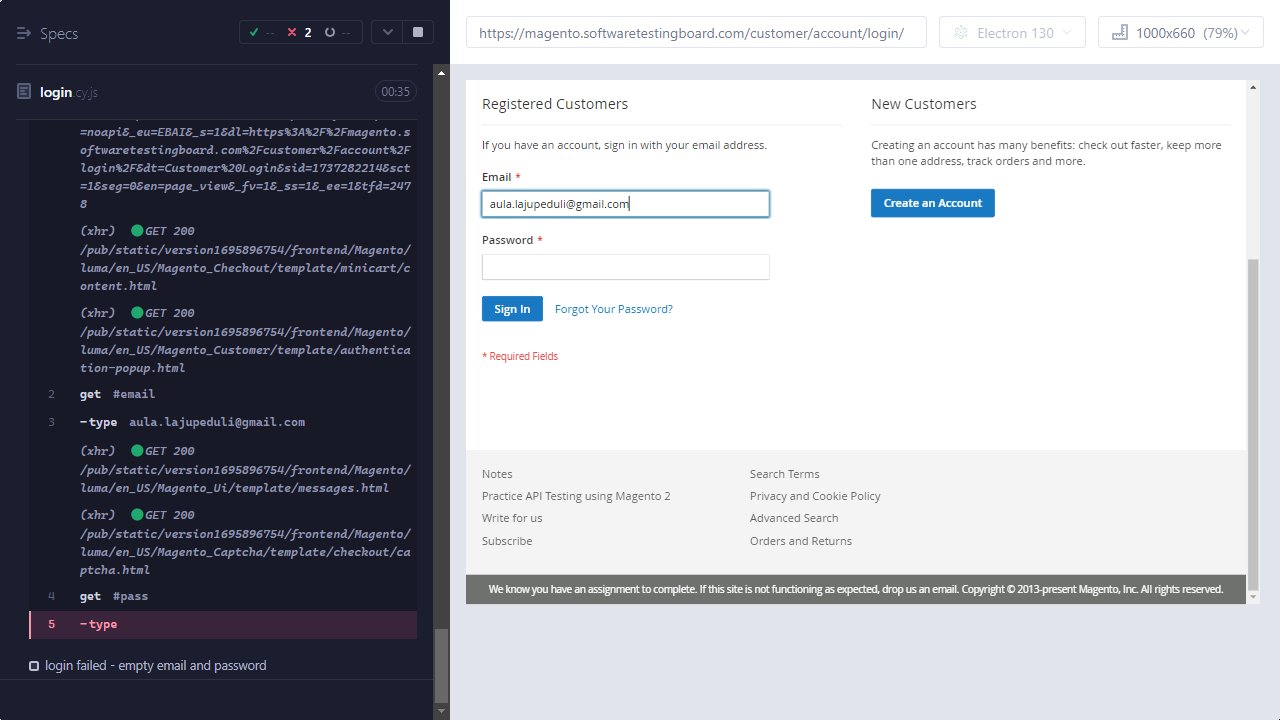 Specs
-- 2 --
login.cy.js 00:35
=noapi&_eu=EBAI&_s=1&dl=https%3A%2F%2Fmagento.s
oftwaretestingboard.com%2Fcustomer%2Faccount%2F
login%2F&dt=Customer%20Login&sid=1737282214&sct
=1&seg=0&en=page_view&_fv=1&_ss=1&_ee=1&tfd=247
8
(xhr) GET 200
/pub/static/version1695896754/frontend/Magento/
luma/en_US/Magento_Checkout/template/minicart/c
ontent.html
(xhr) GET 200
/pub/static/version1695896754/frontend/Magento/
luma/en_US/Magento_Customer/template/authentica
tion-popup.html
2 get #email
3 -type aula.lajupeduli@gmail.com
(xhr) GET 200
/pub/static/version1695896754/frontend/Magento/
luma/en_US/Magento_Ui/template/messages.html
(xhr) GET 200
/pub/static/version1695896754/frontend/Magento/
luma/en_US/Magento_Captcha/template/checkout/ca
ptcha.html
4 get #pass
5 -type
login failed - empty email and password
https://magento.softwaretestingboard.com/customer/account/login/
Electron 130
1000x660 (79%)
Registered Customers
If you have an account, sign in with your email address.
Email *
aula.lajupeduli@gmail.com
Password *
Sign In Forgot Your Password?
* Required Fields
New Customers
Creating an account has many benefits: check out faster, keep more
than one address, track orders and more.
Create an Account
Notes
Practice API Testing using Magento 2
Write for us
Subscribe
Search Terms
Privacy and Cookie Policy
Advanced Search
Orders and Returns
We know you have an assignment to complete. If this site is not functioning as expected, drop us an email. Copyright © 2013-present Magento, Inc. All rights reserved.